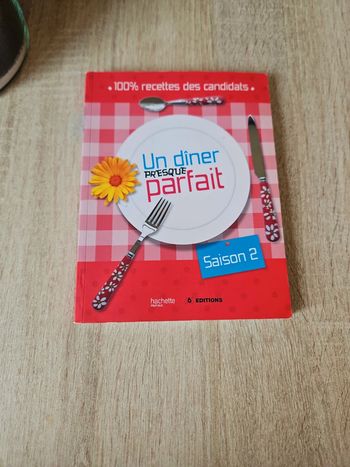 • 100% recettes des candidats •
Un dîner
PRESQUE
parfait
Saison 2
hachette
6 EDITIONS